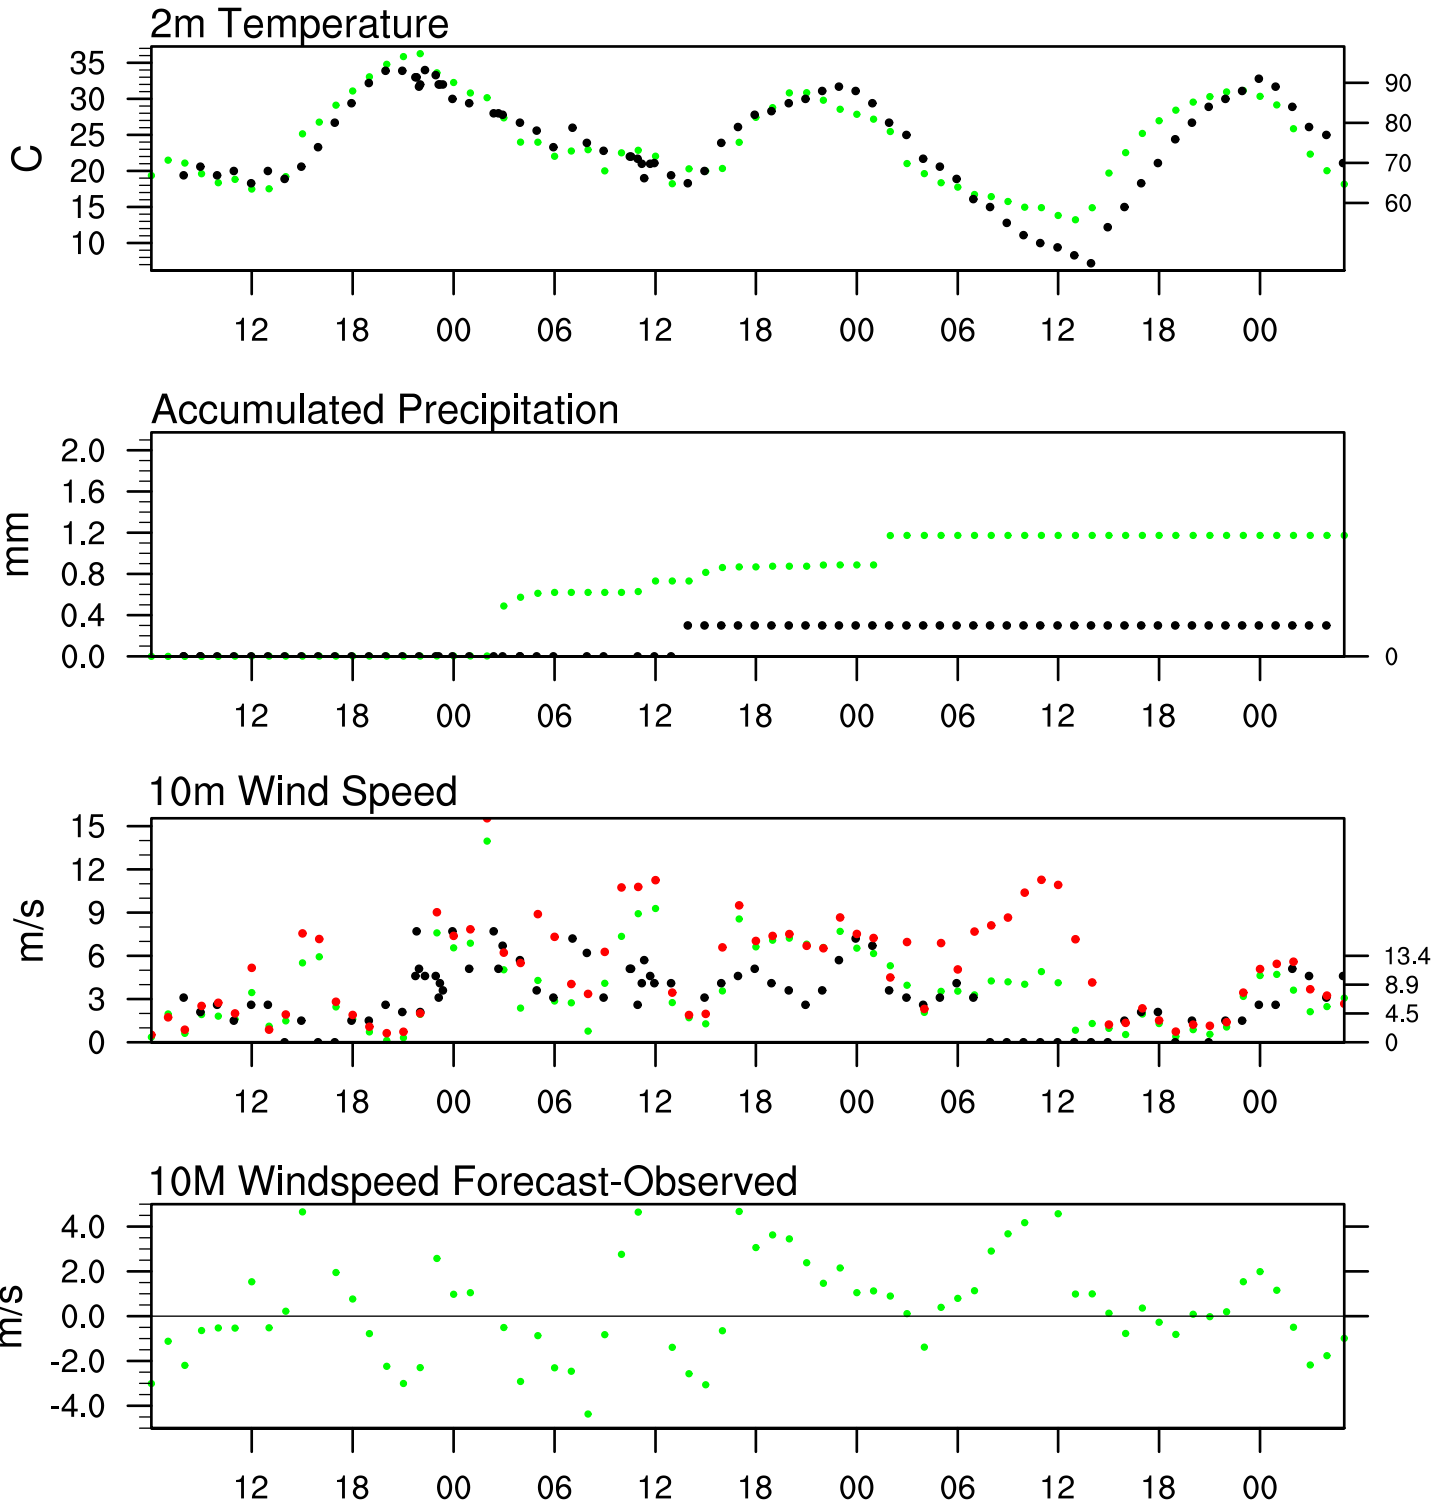 2m Temperature
35
30
25
20
15
10
C
90
80
70
60
12 18 00 06 12 18 00 06 12 18 00
Accumulated Precipitation
2.0
1.6
1.2
0.8
0.4
0.0
mm
0
12 18 00 06 12 18 00 06 12 18 00
10m Wind Speed
15
12
9
6
3
0
m/s
13.4
8.9
4.5
0
12 18 00 06 12 18 00 06 12 18 00
10M Windspeed Forecast-Observed
4.0
2.0
0.0
-2.0
-4.0
m/s
12 18 00 06 12 18 00 06 12 18 00